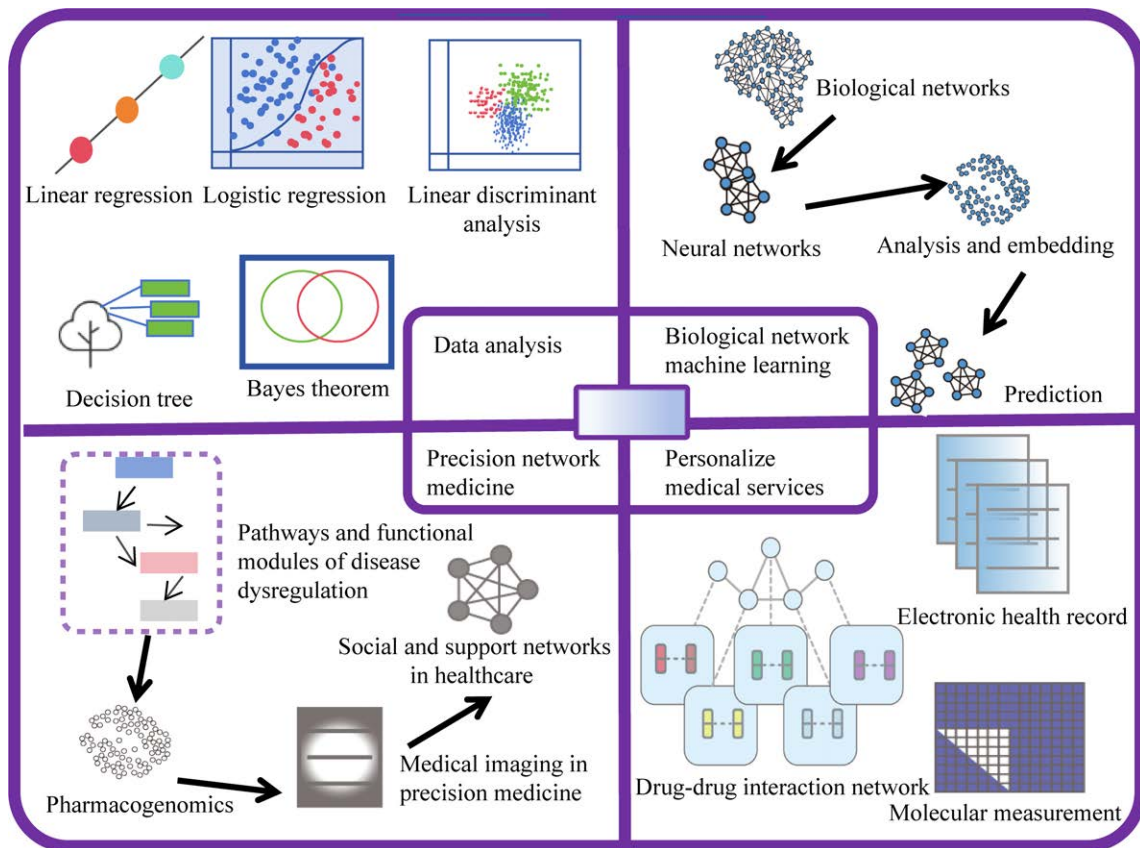 Linear regression
Logistic regression
Linear discriminant
analysis
Decision tree
Bayes theorem
Data analysis
Biological networks
Neural networks
Analysis and embedding
Prediction
Biological network
machine learning
Precision network
medicine
Pathways and functional
modules of disease
dysregulation
Social and support networks
in healthcare
Pharmacogenomics
Medical imaging in
precision medicine
Personalize
medical services
Electronic health record
Drug-drug interaction network
Molecular measurement